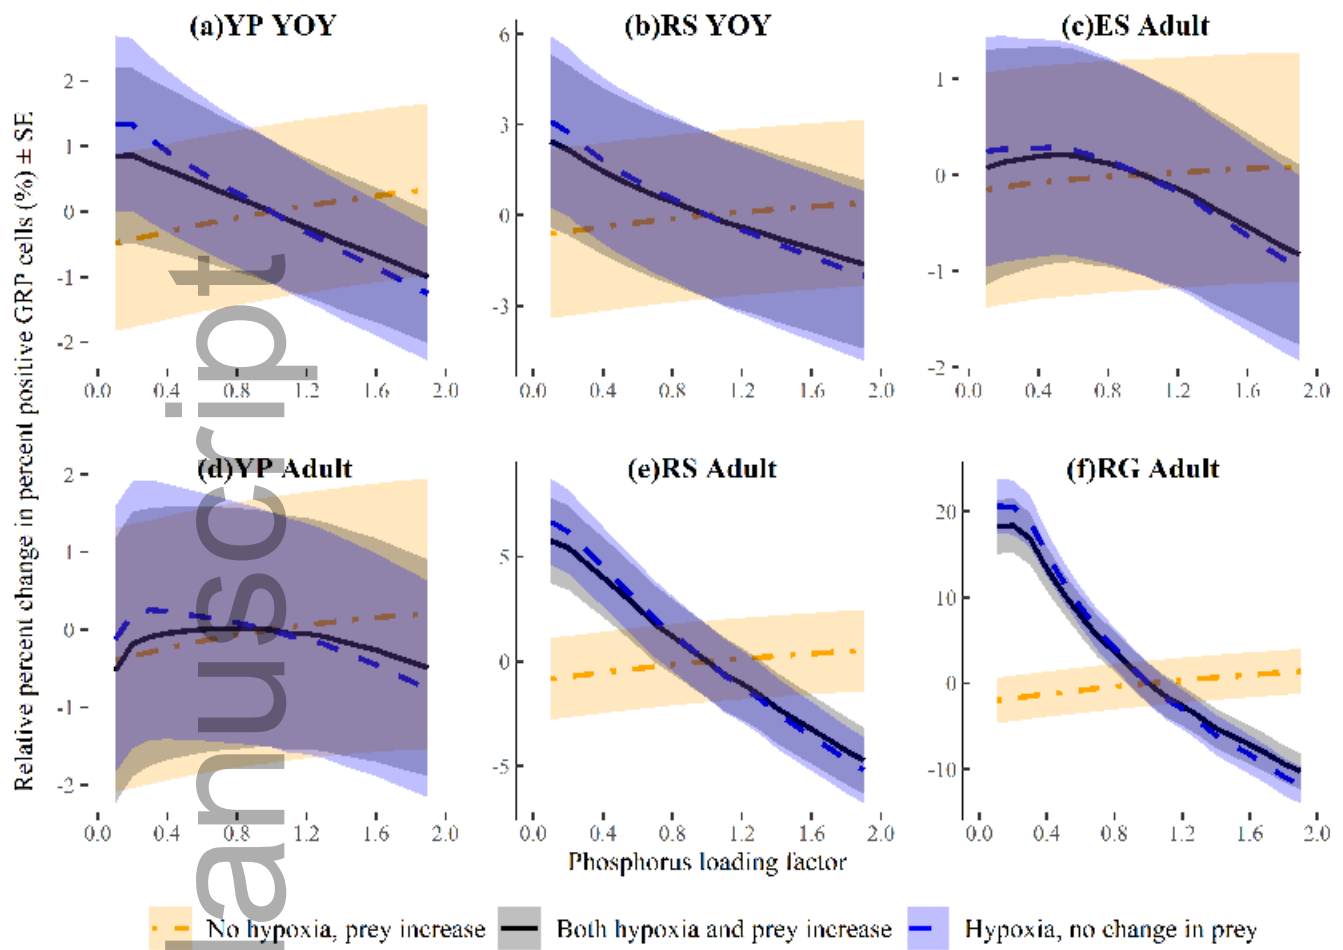 (a)YP YOY
(b)RS YOY
(c)ES Adult
2
1
0
-1
-2
6
3
0
-3
1
0
-1
-2
0.0 0.4 0.8 1.2 1.6 2.0
0.0 0.4 0.8 1.2 1.6 2.0
0.0 0.4 0.8 1.2 1.6 2.0
Relative percent change in percent positive GRP cells (%) ± SE
(d)YP Adult
(e)RS Adult
(f)RG Adult
2
1
0
-1
-2
5
0
-5
20
10
0
-10
0.0 0.4 0.8 1.2 1.6 2.0
0.0 0.4 0.8 1.2 1.6 2.0
0.0 0.4 0.8 1.2 1.6 2.0
Phosphorus loading factor
No hypoxia, prey increase
Both hypoxia and prey increase
Hypoxia, no change in prey
anuscript